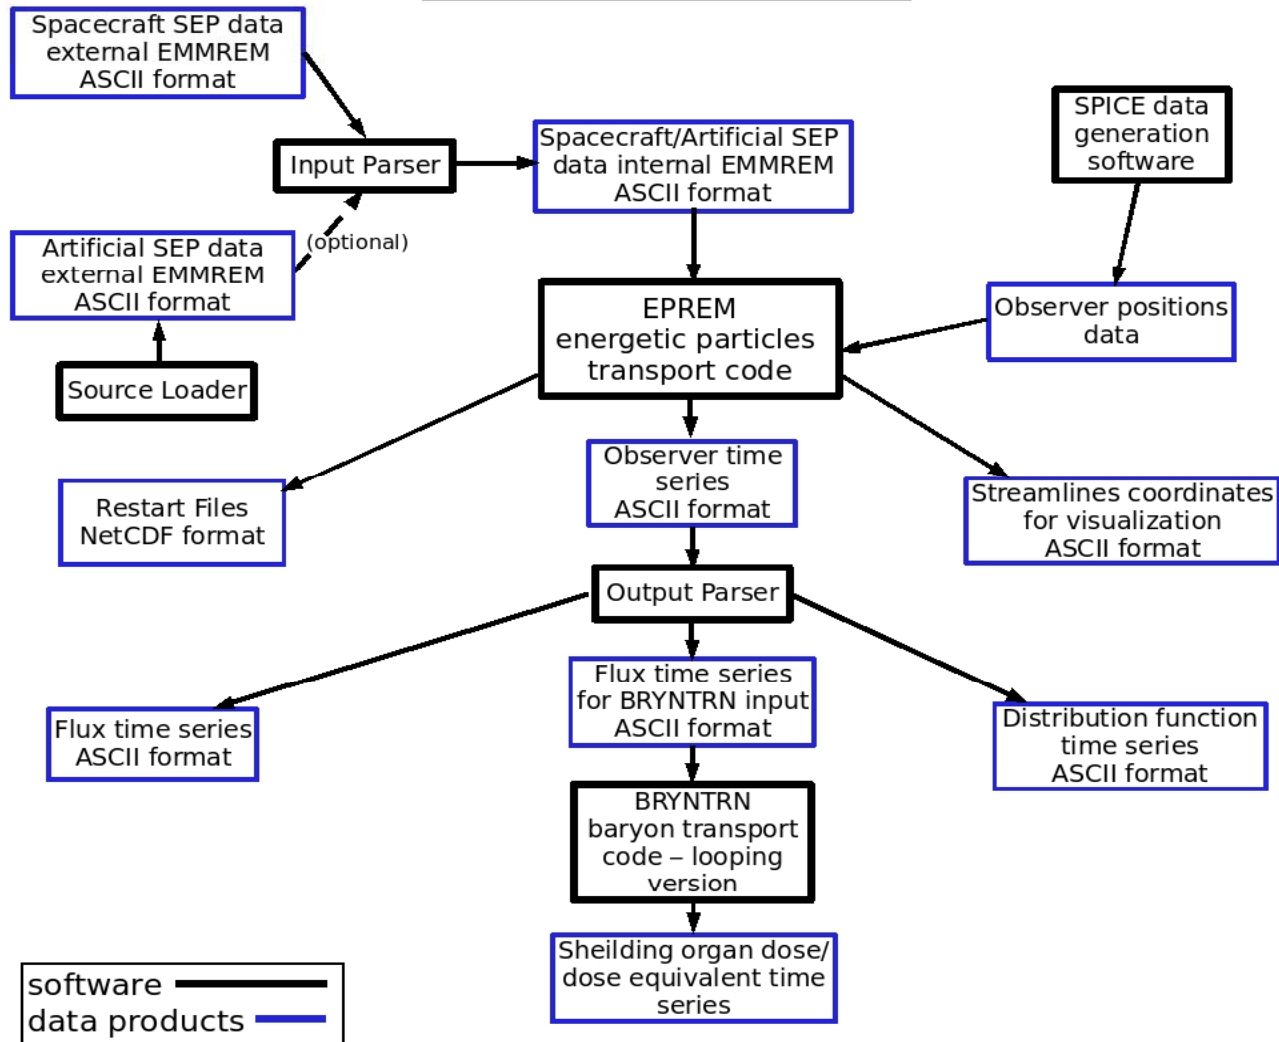 Spacecraft SEP data
external EMMREM
ASCII format
Input Parser
Spacecraft/Artificial SEP
data internal EMMREM
ASCII format
SPICE data
generation
software
(optional)
Artificial SEP data
external EMMREM
ASCII format
Source Loader
EPREM
energetic particles
transport code
Observer positions
data
Restart Files
NetCDF format
Observer time
series
ASCII format
Streamlines coordinates
for visualization
ASCII format
Output Parser
Flux time series
ASCII format
Flux time series
for BRYNTRN input
ASCII format
Distribution function
time series
ASCII format
BRYNTRN
baryon transport
code – looping
version
Sheilding organ dose/
dose equivalent time
series
software
data products